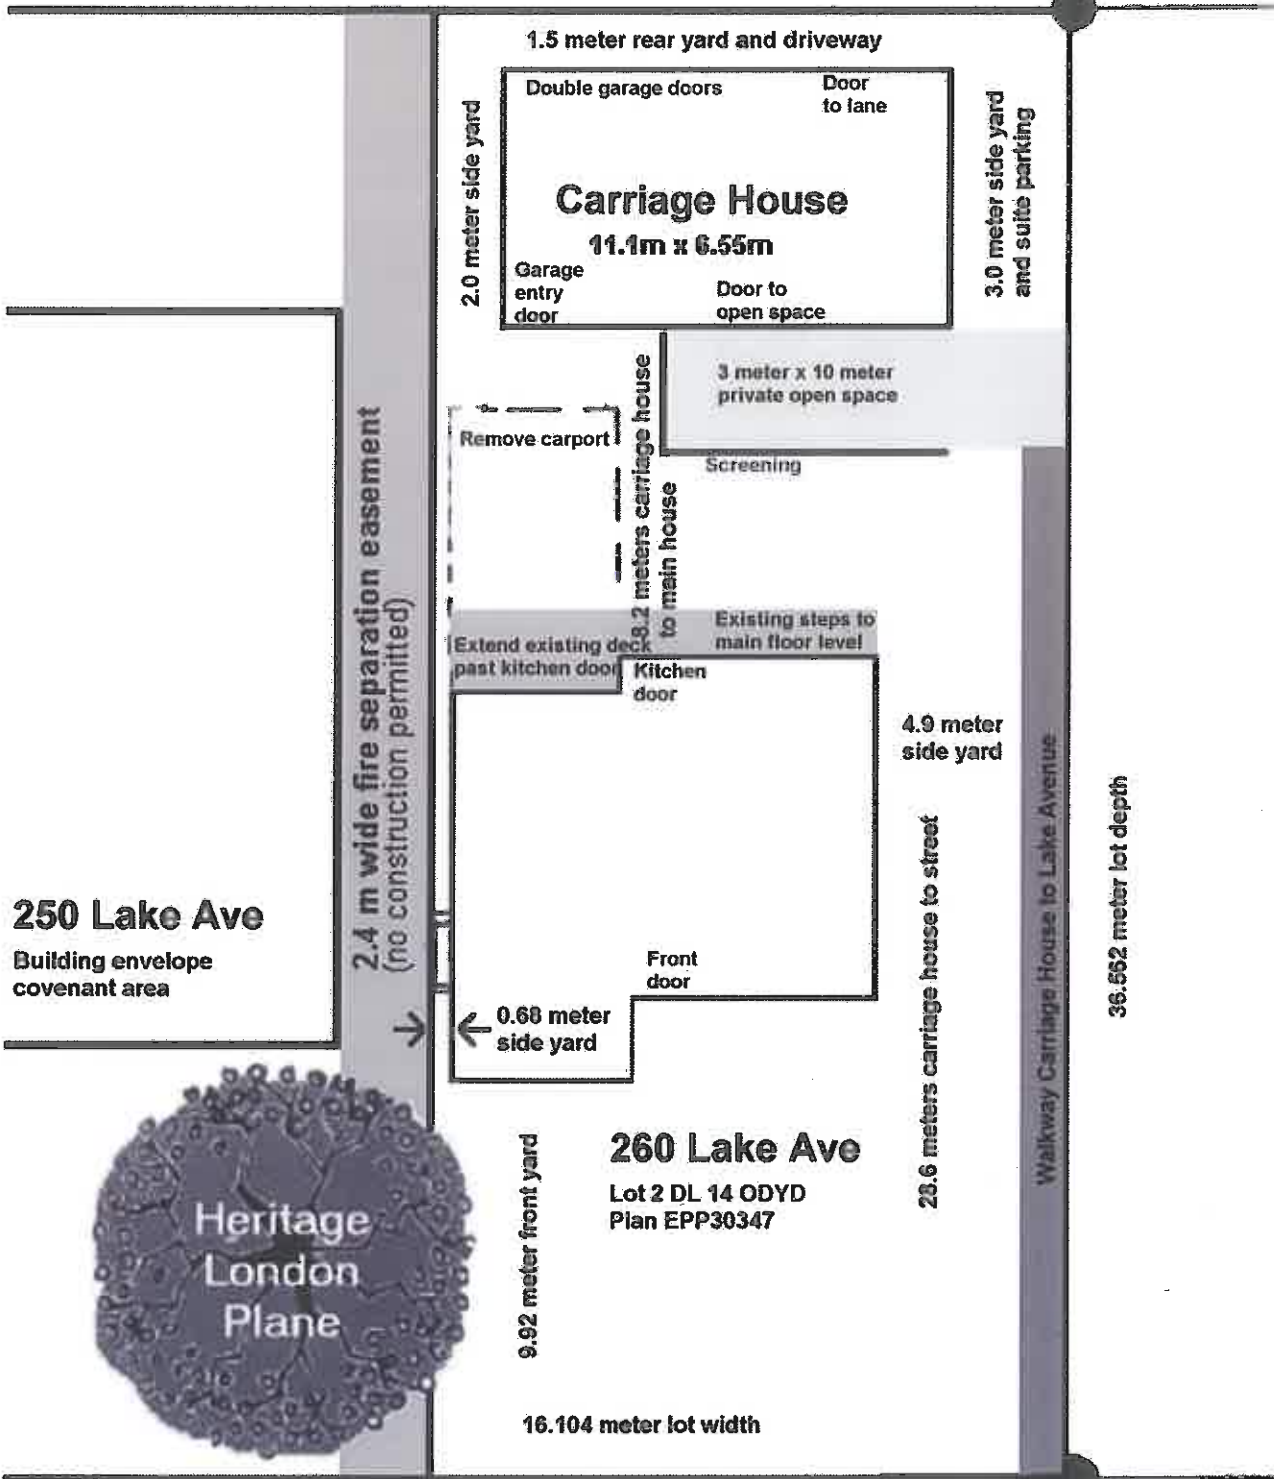 1.5 meter rear yard and driveway
Double garage doors
Door
to lane
2.0 meter side yard
3.0 meter side yard
and suite parking
Carriage House
11.1m x 6.55m
Garage
entry
door
Door to
open space
3 meter x 10 meter
private open space
Screening
Remove carport
8.2 meters carriage house
to main house
2.4 m wide fire separation easement
(no construction permitted)
Extend existing deck
past kitchen door
Existing steps to
main floor level
Kitchen
door
4.9 meter
side yard
250 Lake Ave
Building envelope
covenant area
Front
door
0.68 meter
side yard
28.6 meters carriage house to street
Walkway Carriage House to Lake Avenue
36.562 meter lot depth
Heritage
London
Plane
9.92 meter front yard
260 Lake Ave
Lot 2 DL 14 ODYD
Plan EPP30347
16.104 meter lot width